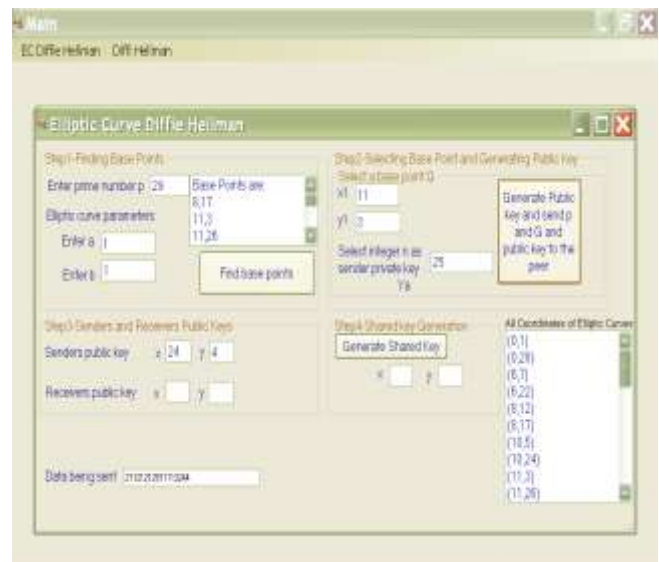 Main
EC Diffie Hellman Diffi Hellman
Elliptic Curve Diffie Hellman
Step1-Finding Base Points
Enter prime number p 29
Base Points are:
8,17
11,3
11,26
Elliptic curve parameters
Enter a 1
Enter b 1
Find base points
Step2-Selecting Base Point and Generating Public Key
Select a base point G
x1 11
y1 3
Select integer n as
sender private key 25
Generate Public
key and send p
and G and
public key to the
peer
Step3-Senders and Receivers Public Keys
Senders public key x 24 y 4
Receivers public key x y
Step4-Shared key Generation
Generate Shared Key
x y
All Coordinates of Elliptic Curves
(0,1)
(0,28)
(6,7)
(6,22)
(8,12)
(8,17)
(10,5)
(10,24)
(11,3)
(11,26)
Data being sent